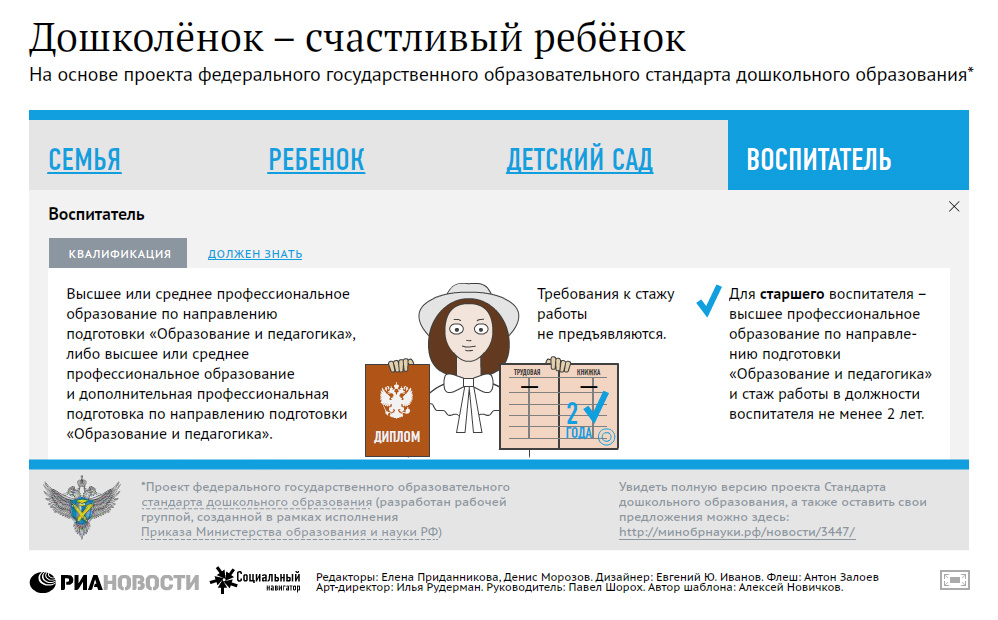 Дошколёнок – счастливый ребёнок
На основе проекта федерального государственного образовательного стандарта дошкольного образования*
СЕМЬЯ
РЕБЕНОК
ДЕТСКИЙ САД
ВОСПИТАТЕЛЬ
Воспитатель
КВАЛИФИКАЦИЯ
ДОЛЖЕН ЗНАТЬ
Высшее или среднее профессиональное
образование по направлению
подготовки «Образование и педагогика»,
либо высшее или среднее
профессиональное образование
и дополнительная профессиональная
подготовка по направлению подготовки
«Образование и педагогика».
ДИПЛОМ
Требования к стажу
работы
не предъявляются.
ТРУДОВАЯ КНИЖКА
2
ГОДА
Для старшего воспитателя –
высшее профессиональное
образование по направле-
нию подготовки
«Образование и педагогика»
и стаж работы в должности
воспитателя не менее 2 лет.
*Проект федерального государственного образовательного
стандарта дошкольного образования (разработан рабочей
группой, созданной в рамках исполнения
Приказа Министерства образования и науки РФ)
Увидеть полную версию проекта Стандарта
дошкольного образования, а также оставить свои
предложения можно здесь:
http://минобрнауки.рф/новости/3447/
РИАНОВОСТИ
Социальный
навигатор
Редакторы: Елена Приданникова, Денис Морозов. Дизайнер: Евгений Ю. Иванов. Флеш: Антон Залоев
Арт-директор: Илья Рудерман. Руководитель: Павел Шорох. Автор шаблона: Алексей Новичков.